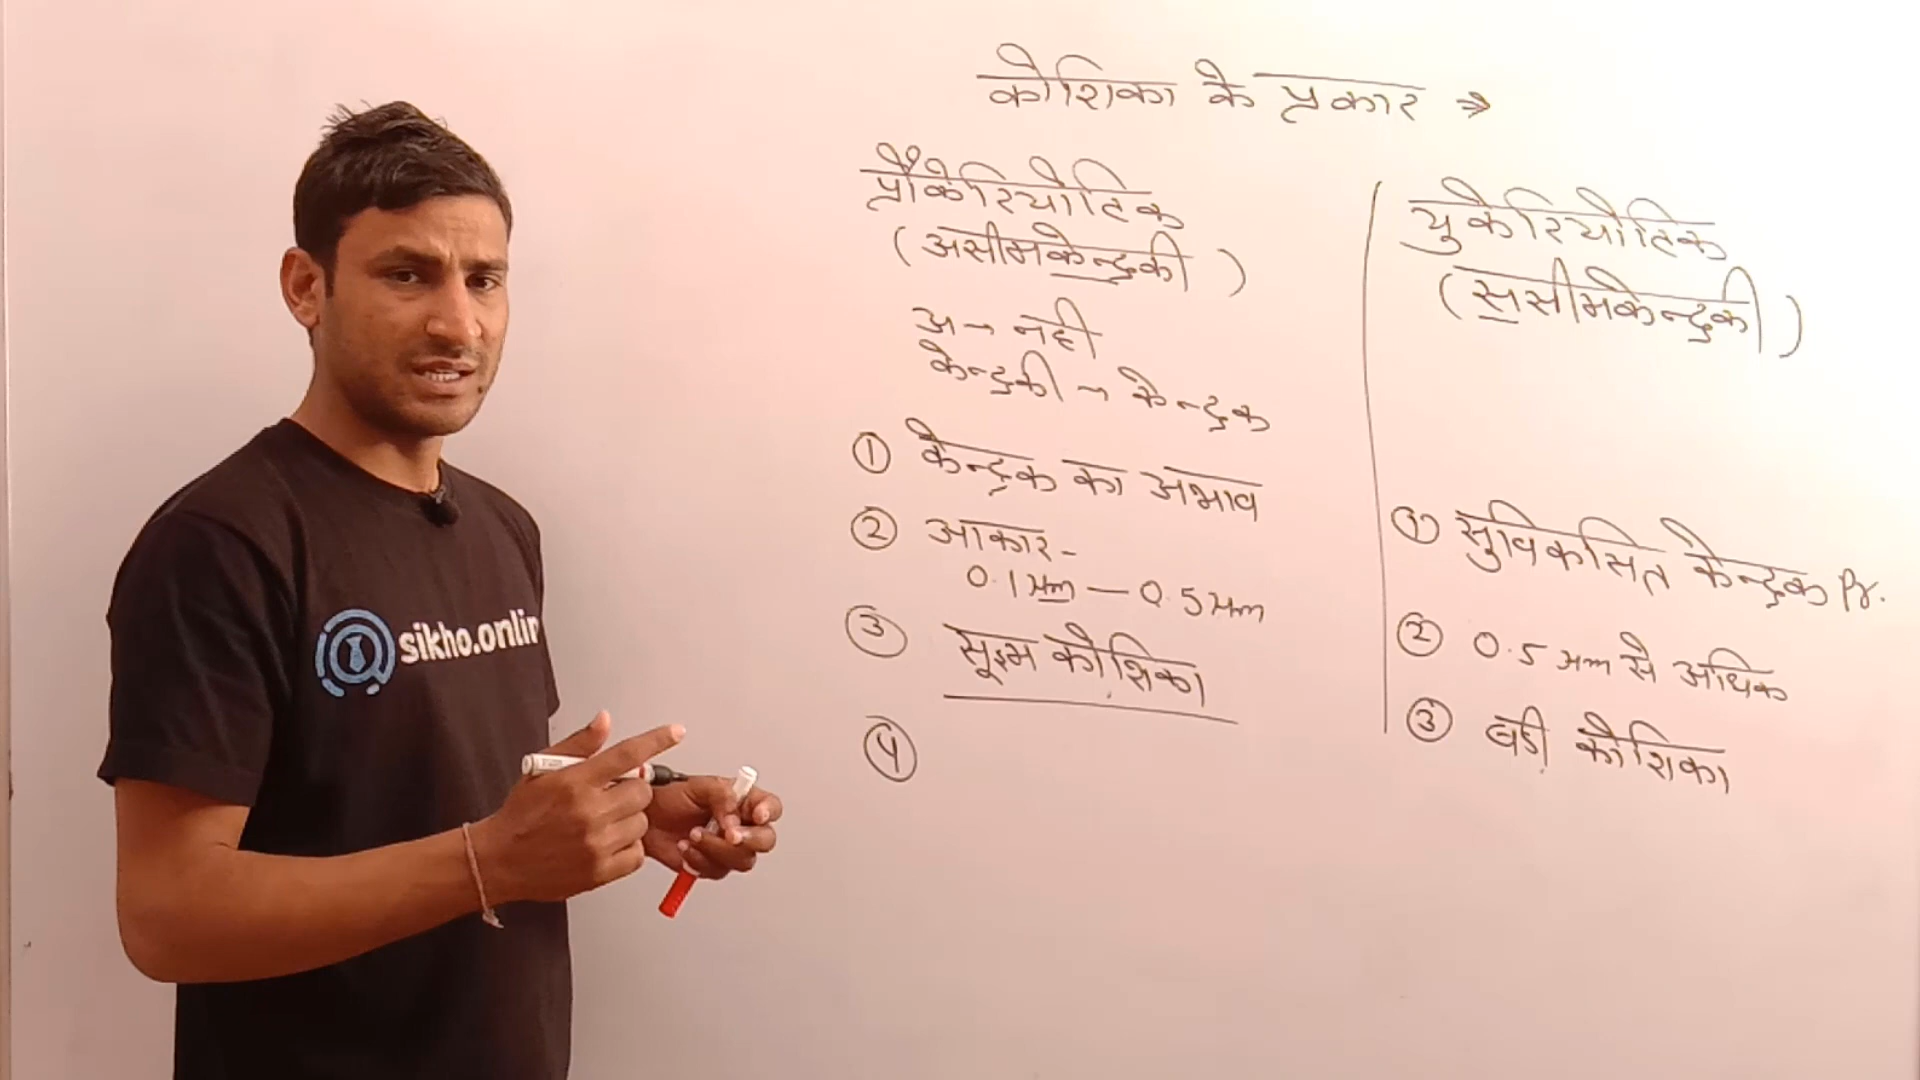 कोशिका के प्रकार ⇒
प्रौकेरियोटिक
(असीमकेन्द्रकी)
अ → नही
केन्द्रकी → केन्द्रक
① केन्द्रक का अभाव
② आकार -
0.1 μm — 0.5 μm
③ सूक्ष्म कोशिका
④
युकेरियोटिक
(ससीमकेन्द्रकी)
① सुविकसित केन्द्रक Pr.
② 0.5 μm से अधिक
③ बड़ी कोशिका
sikho.onlin